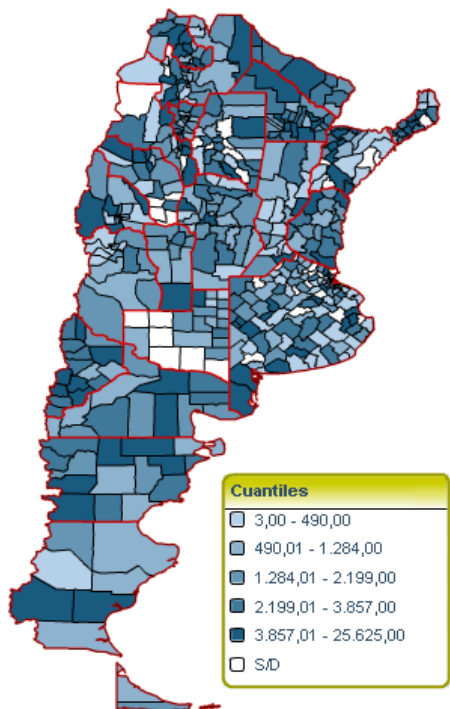 Cuantiles
3,00 - 490,00
490,01 - 1.284,00
1.284,01 - 2.199,00
2.199,01 - 3.857,00
3.857,01 - 25.625,00
S/D